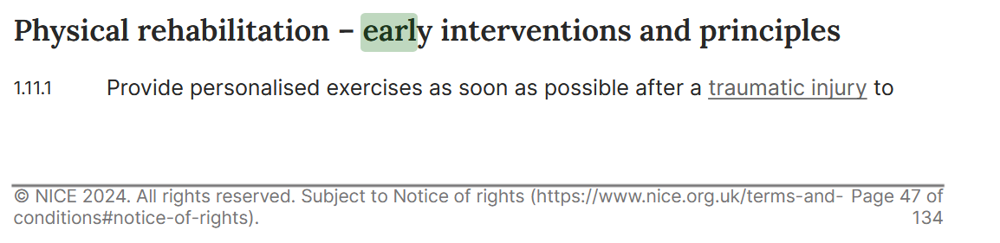 Physical rehabilitation – early interventions and principles
1.11.1 Provide personalised exercises as soon as possible after a traumatic injury to
© NICE 2024. All rights reserved. Subject to Notice of rights (https://www.nice.org.uk/terms-and- Page 47 of
conditions#notice-of-rights). 134